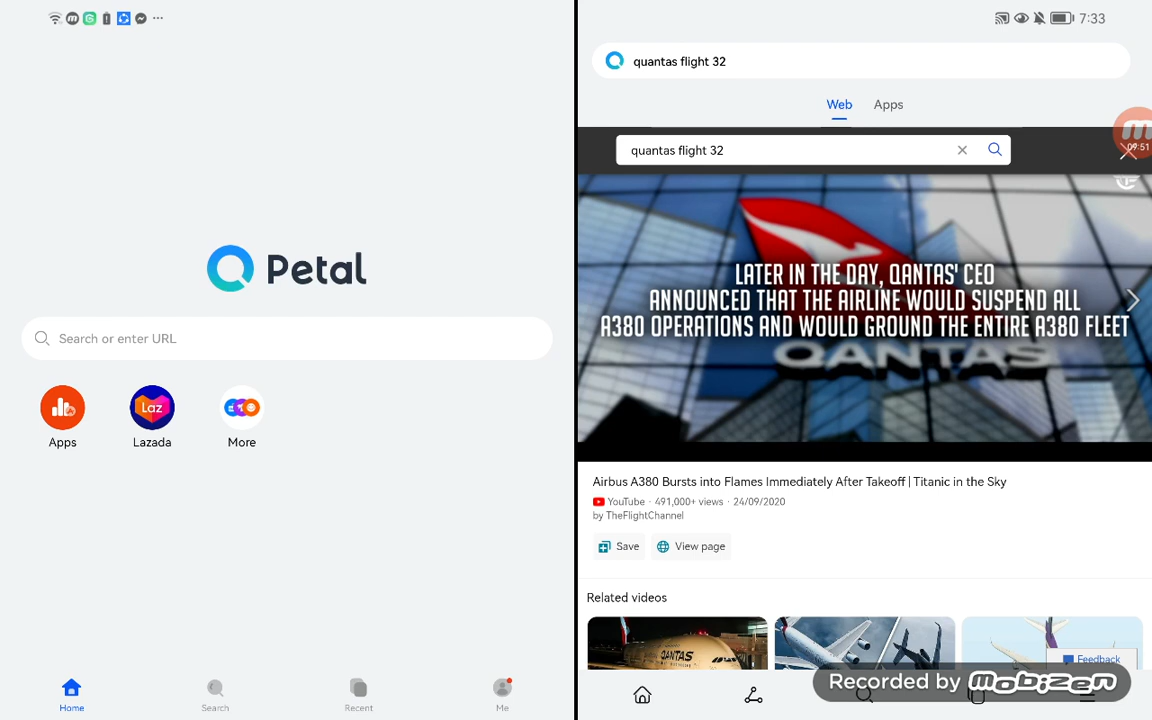 Petal
Search or enter URL
Laz
Apps
Lazada
More
Home
Search
Recent
Me
7:33
quantas flight 32
Web
Apps
09:51
quantas flight 32
LATER IN THE DAY, QANTAS' CEO
ANNOUNCED THAT THE AIRLINE WOULD SUSPEND ALL
A380 OPERATIONS AND WOULD GROUND THE ENTIRE A380 FLEET
QANTAS
Airbus A380 Bursts into Flames Immediately After Takeoff | Titanic in the Sky
YouTube · 491,000+ views · 24/09/2020
by TheFlightChannel
Save
View page
Related videos
QANTAS
Feedback
Recorded by mobizen